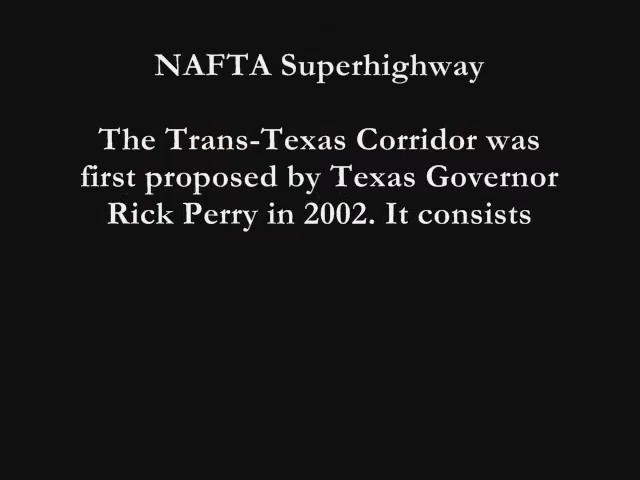 NAFTA Superhighway
The Trans-Texas Corridor was
first proposed by Texas Governor
Rick Perry in 2002. It consists